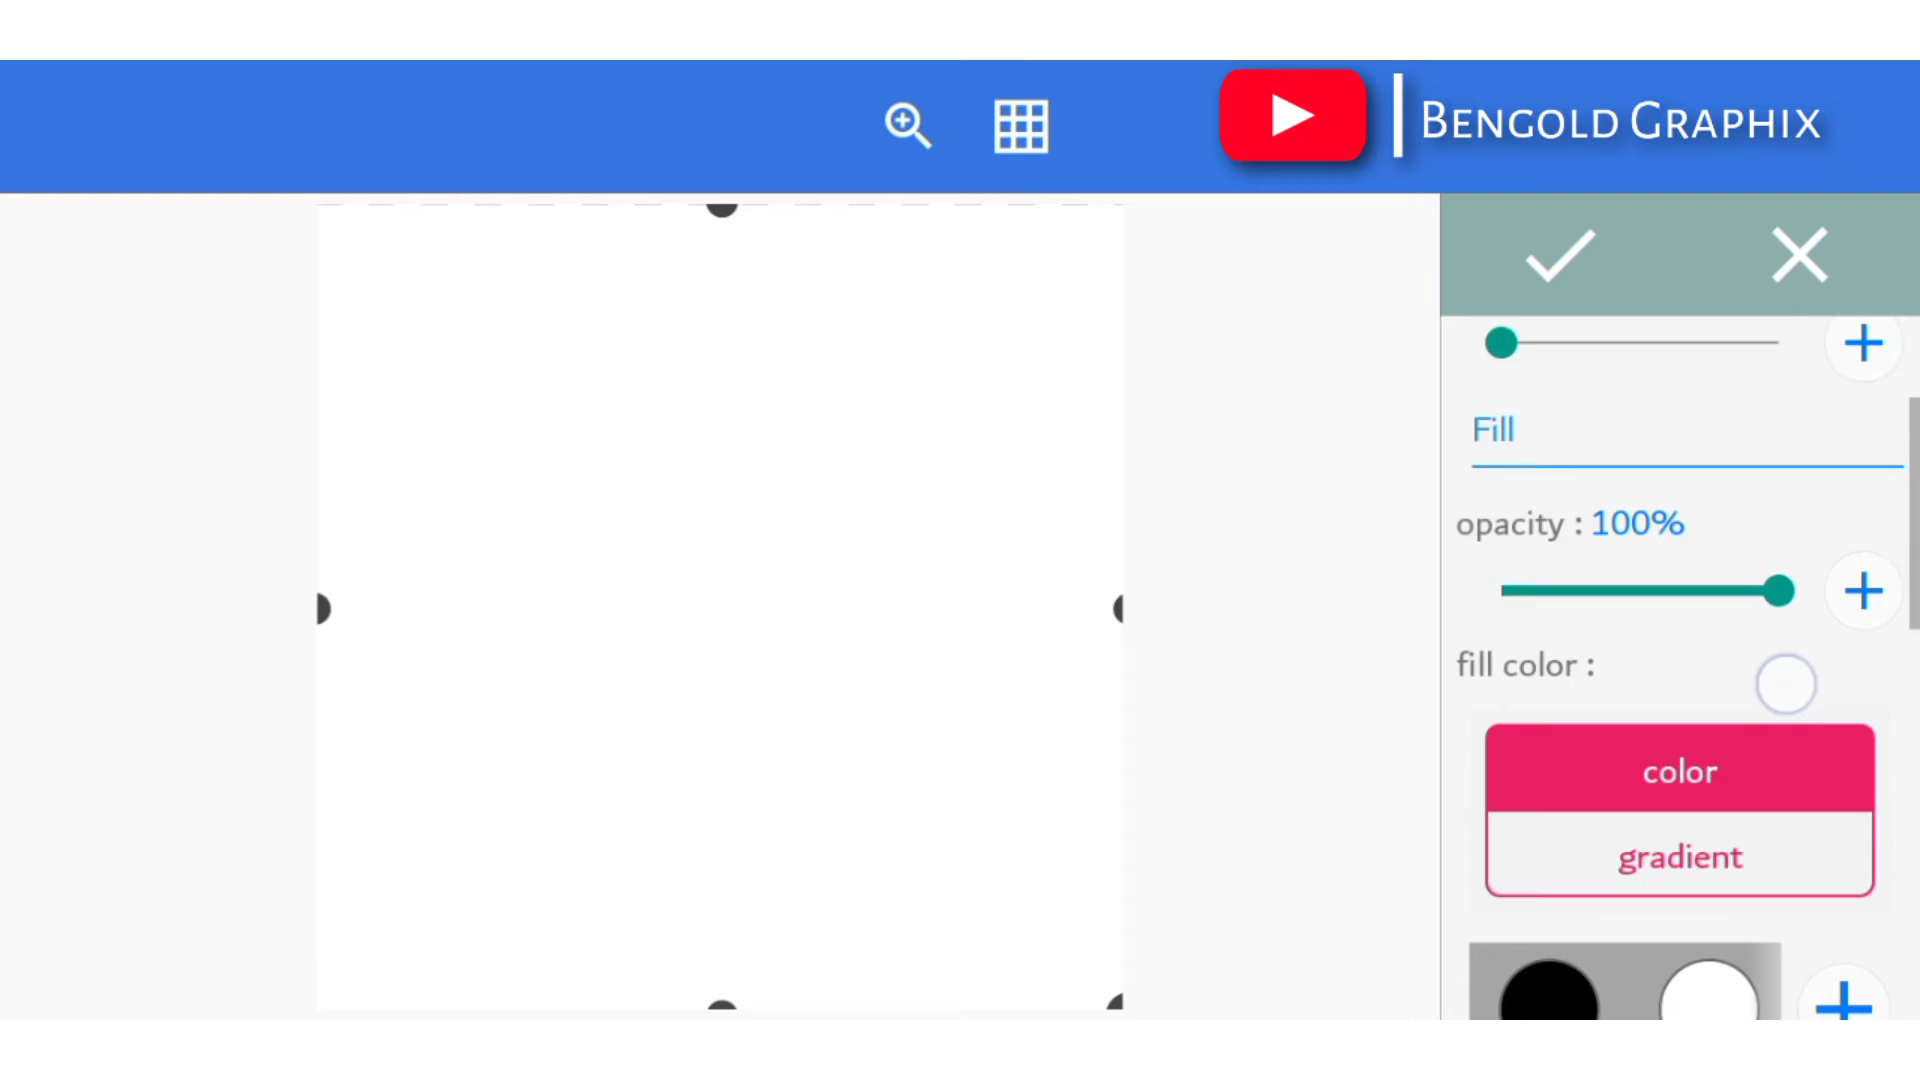 Bengold Graphix
Fill
opacity : 100%
fill color :
color
gradient